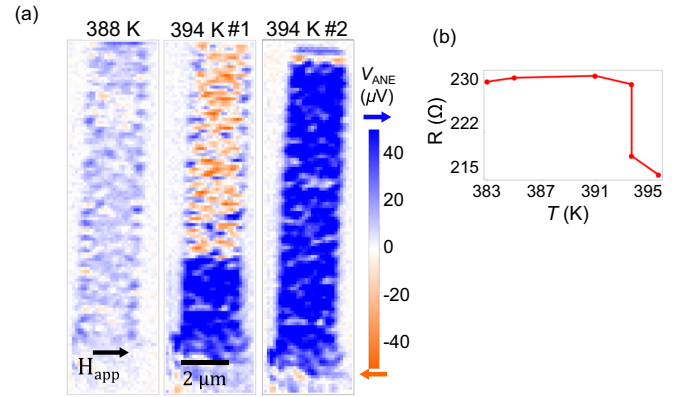 (a)
388 K
394 K #1
394 K #2
V_ANE
(μV)
40
20
0
-20
-40
H_app
2 μm
(b)
R (Ω)
230
222
215
383
387
391
395
T (K)